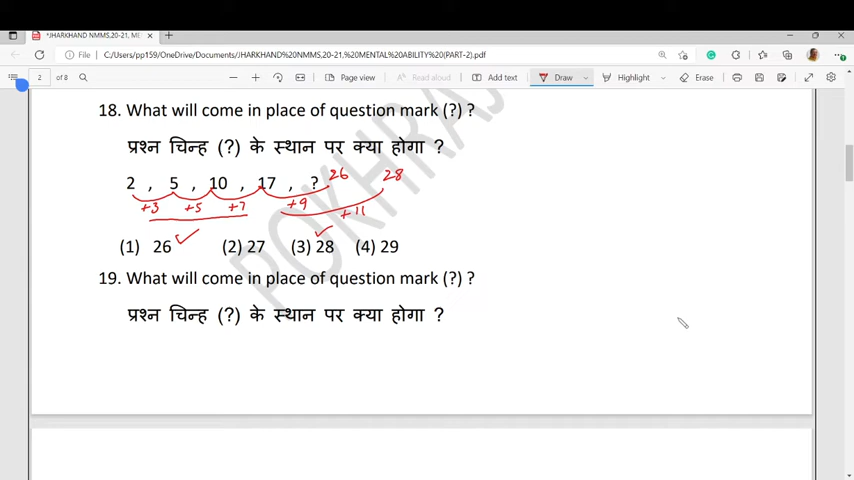 *JHARKHAND NMMS,20-21, MEN
File C:/Users/pp159/OneDrive/Documents/JHARKHAND%20NMMS,20-21,%20MENTAL%20ABILITY%20(PART-2).pdf
2 of 8 Page view Read aloud Add text Draw Highlight Erase
18. What will come in place of question mark (?) ?
प्रश्न चिन्ह (?) के स्थान पर क्या होगा ?
2 , 5 , 10 , 17 , ? 26 28
+3 +5 +7 +9 +11
(1) 26 (2) 27 (3) 28 (4) 29
19. What will come in place of question mark (?) ?
प्रश्न चिन्ह (?) के स्थान पर क्या होगा ?
POKHRAJ